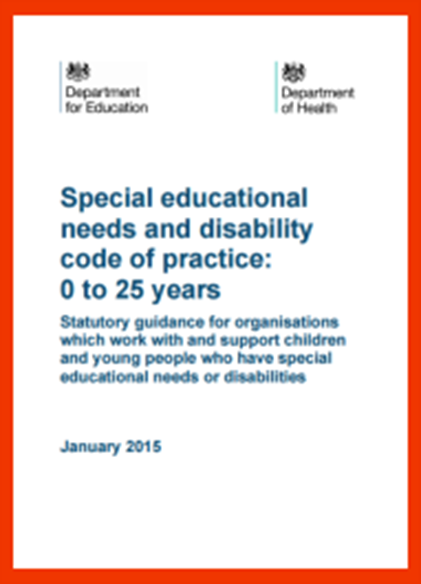 Department
for Education
Department
of Health
Special educational
needs and disability
code of practice:
0 to 25 years
Statutory guidance for organisations
which work with and support children
and young people who have special
educational needs or disabilities
January 2015